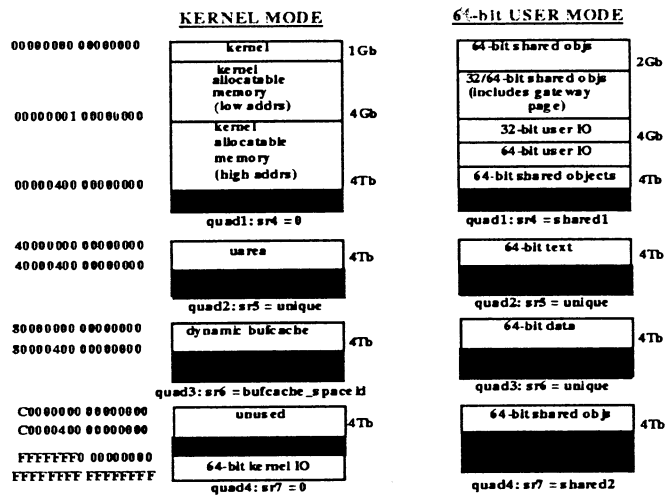 KERNEL MODE
64-bit USER MODE
00000000 00000000
kernel
1Gb
kernel
allocatable
memory
(low addrs)
00000001 00000000
4Gb
kernel
allocatable
memory
(high addrs)
00000400 00000000
4Tb
quad1: sr4 = 0
64-bit shared objs
2Gb
32/64-bit shared objs
(includes gateway
page)
32-bit user IO
4Gb
64-bit user IO
64-bit shared objects
4Tb
quad1: sr4 = shared1
40000000 00000000
40000400 00000000
uarea
4Tb
quad2: sr5 = unique
64-bit text
4Tb
quad2: sr5 = unique
80000000 00000000
80000400 00000000
dynamic bufcache
4Tb
quad3: sr6 = bufcache_spaceid
64-bit data
4Tb
quad3: sr6 = unique
C0000000 00000000
C0000400 00000000
unused
4Tb
FFFFFFF0 00000000
FFFFFFFF FFFFFFFF
64-bit kernel IO
quad4: sr7 = 0
64-bit shared objs
4Tb
quad4: sr7 = shared2